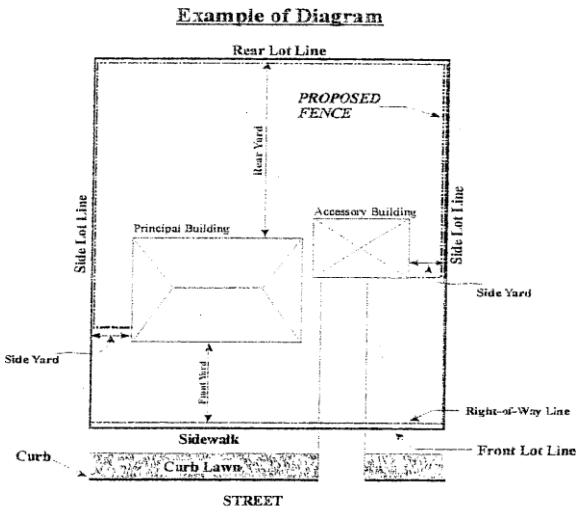 Example of Diagram
Rear Lot Line
PROPOSED
FENCE
Rear Yard
Side Lot Line
Side Lot Line
Accessory Building
Principal Building
Side Yard
Side Yard
Front Yard
Right-of-Way Line
Sidewalk
Front Lot Line
Curb
Curb Lawn
STREET